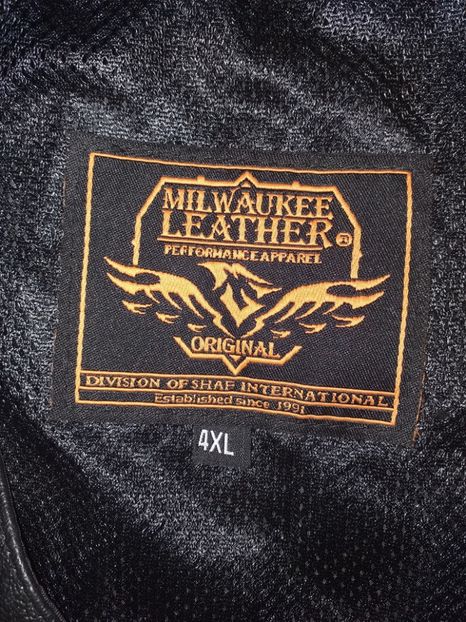 MILWAUKEE
LEATHER ®
PERFORMANCE APPAREL
ORIGINAL
DIVISION OF SHAF INTERNATIONAL
Established since 1991
4XL